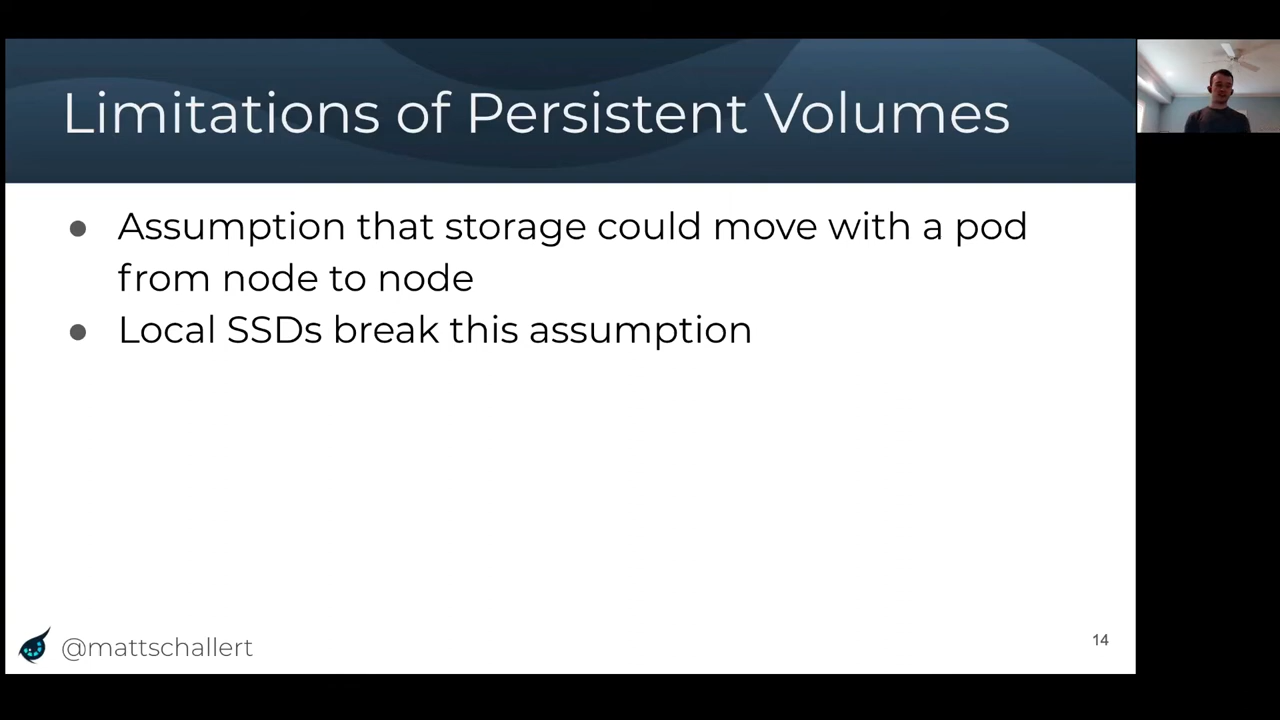 Limitations of Persistent Volumes
● Assumption that storage could move with a pod
from node to node
● Local SSDs break this assumption
@mattschallert
14